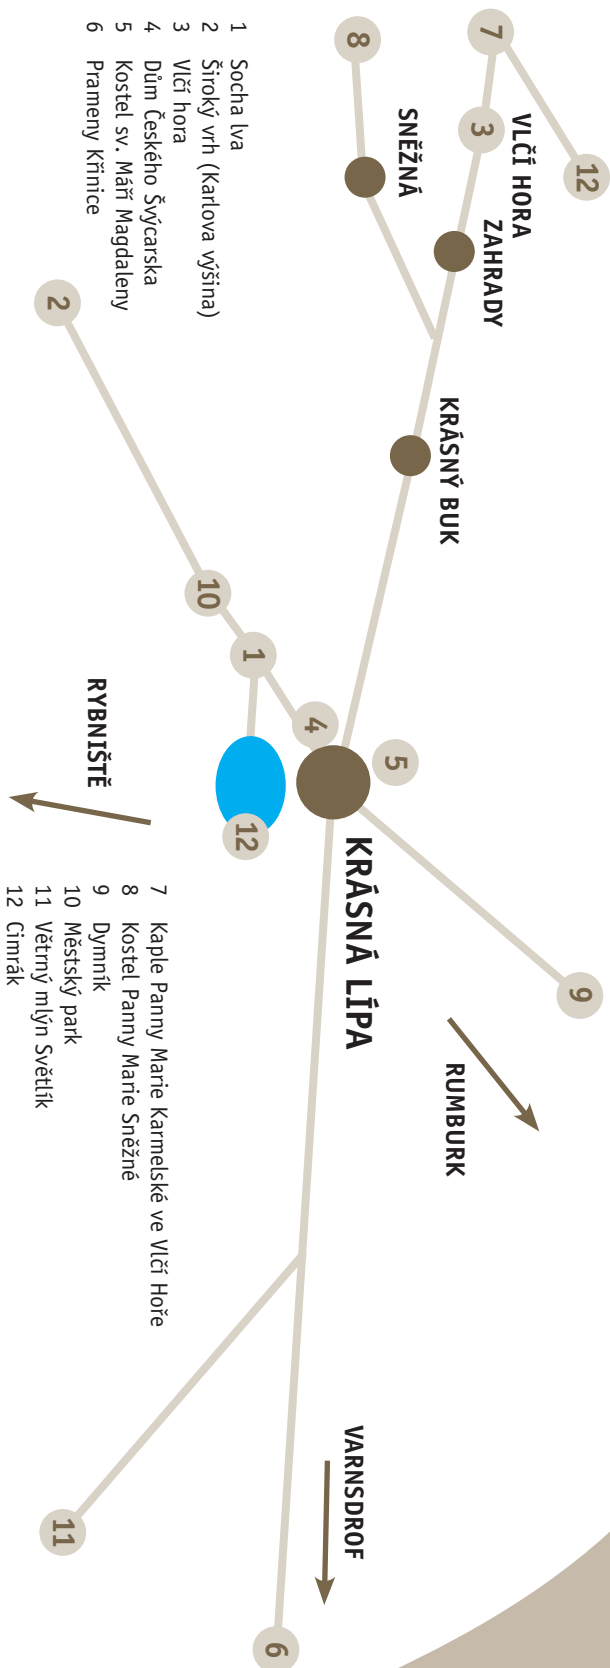 7
12
VLČÍ HORA
3
ZAHRADY
8
SNĚŽNÁ
KRÁSNÝ BUK
2
10
1
4
5
12
KRÁSNÁ LÍPA
9
RUMBURK
RYBNIŠTĚ
VARNSDROF
11
6
1 Socha lva
2 Široký vrh (Karlova výšina)
3 Vlčí hora
4 Dům Českého Švýcarska
5 Kostel sv. Máří Magdaleny
6 Prameny Křinice
7 Kaple Panny Marie Karmelské ve Vlčí Hoře
8 Kostel Panny Marie Sněžné
9 Dymník
10 Městský park
11 Větrný mlýn Světlík
12 Cimrák